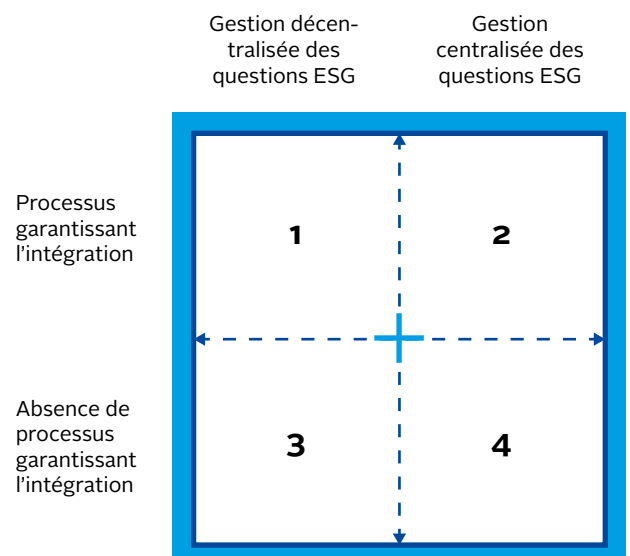 Gestion décen-
tralisée des
questions ESG
Gestion
centralisée des
questions ESG
Processus
garantissant
l'intégration
1
2
Absence de
processus
garantissant
l'intégration
3
4